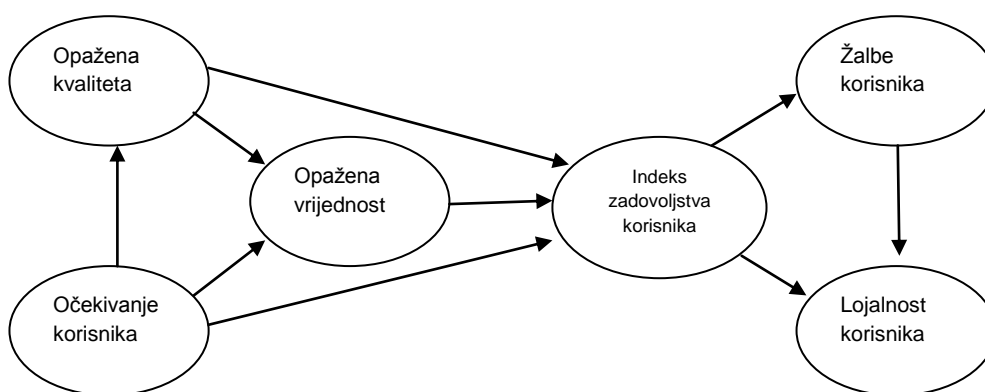 Opažena
kvaliteta
Žalbe
korisnika
Opažena
vrijednost
Indeks
zadovoljstva
korisnika
Očekivanje
korisnika
Lojalnost
korisnika